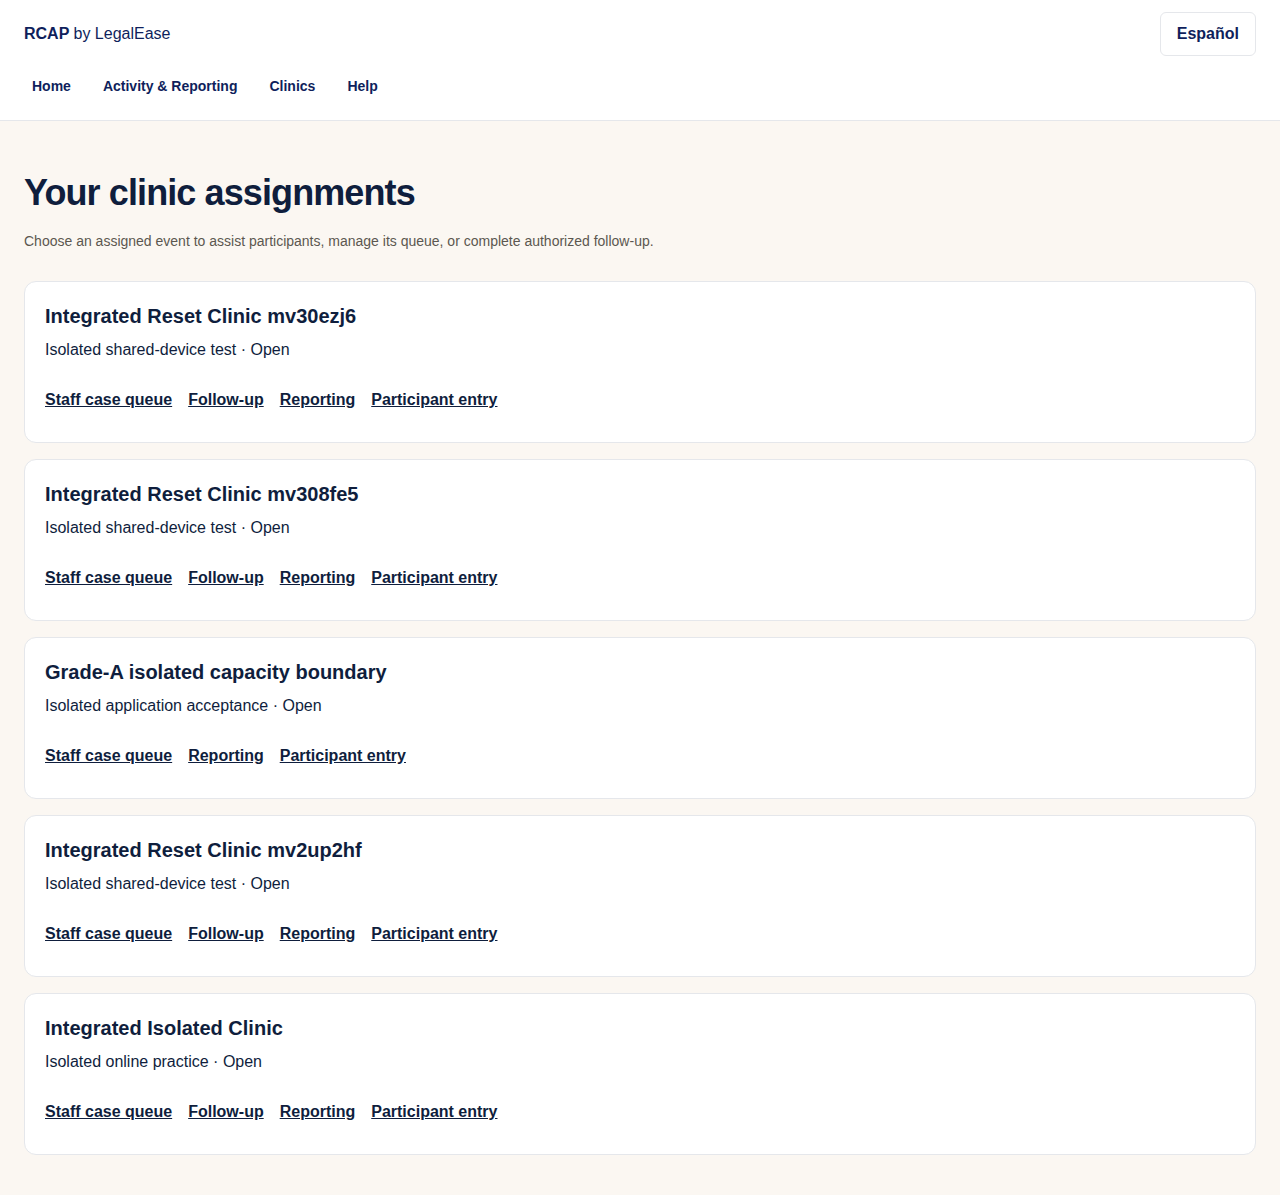 RCAP by LegalEase
Español
Home Activity & Reporting Clinics Help
Your clinic assignments
Choose an assigned event to assist participants, manage its queue, or complete authorized follow-up.
Integrated Reset Clinic mv30ezj6
Isolated shared-device test · Open
Staff case queue Follow-up Reporting Participant entry
Integrated Reset Clinic mv308fe5
Isolated shared-device test · Open
Staff case queue Follow-up Reporting Participant entry
Grade-A isolated capacity boundary
Isolated application acceptance · Open
Staff case queue Reporting Participant entry
Integrated Reset Clinic mv2up2hf
Isolated shared-device test · Open
Staff case queue Follow-up Reporting Participant entry
Integrated Isolated Clinic
Isolated online practice · Open
Staff case queue Follow-up Reporting Participant entry